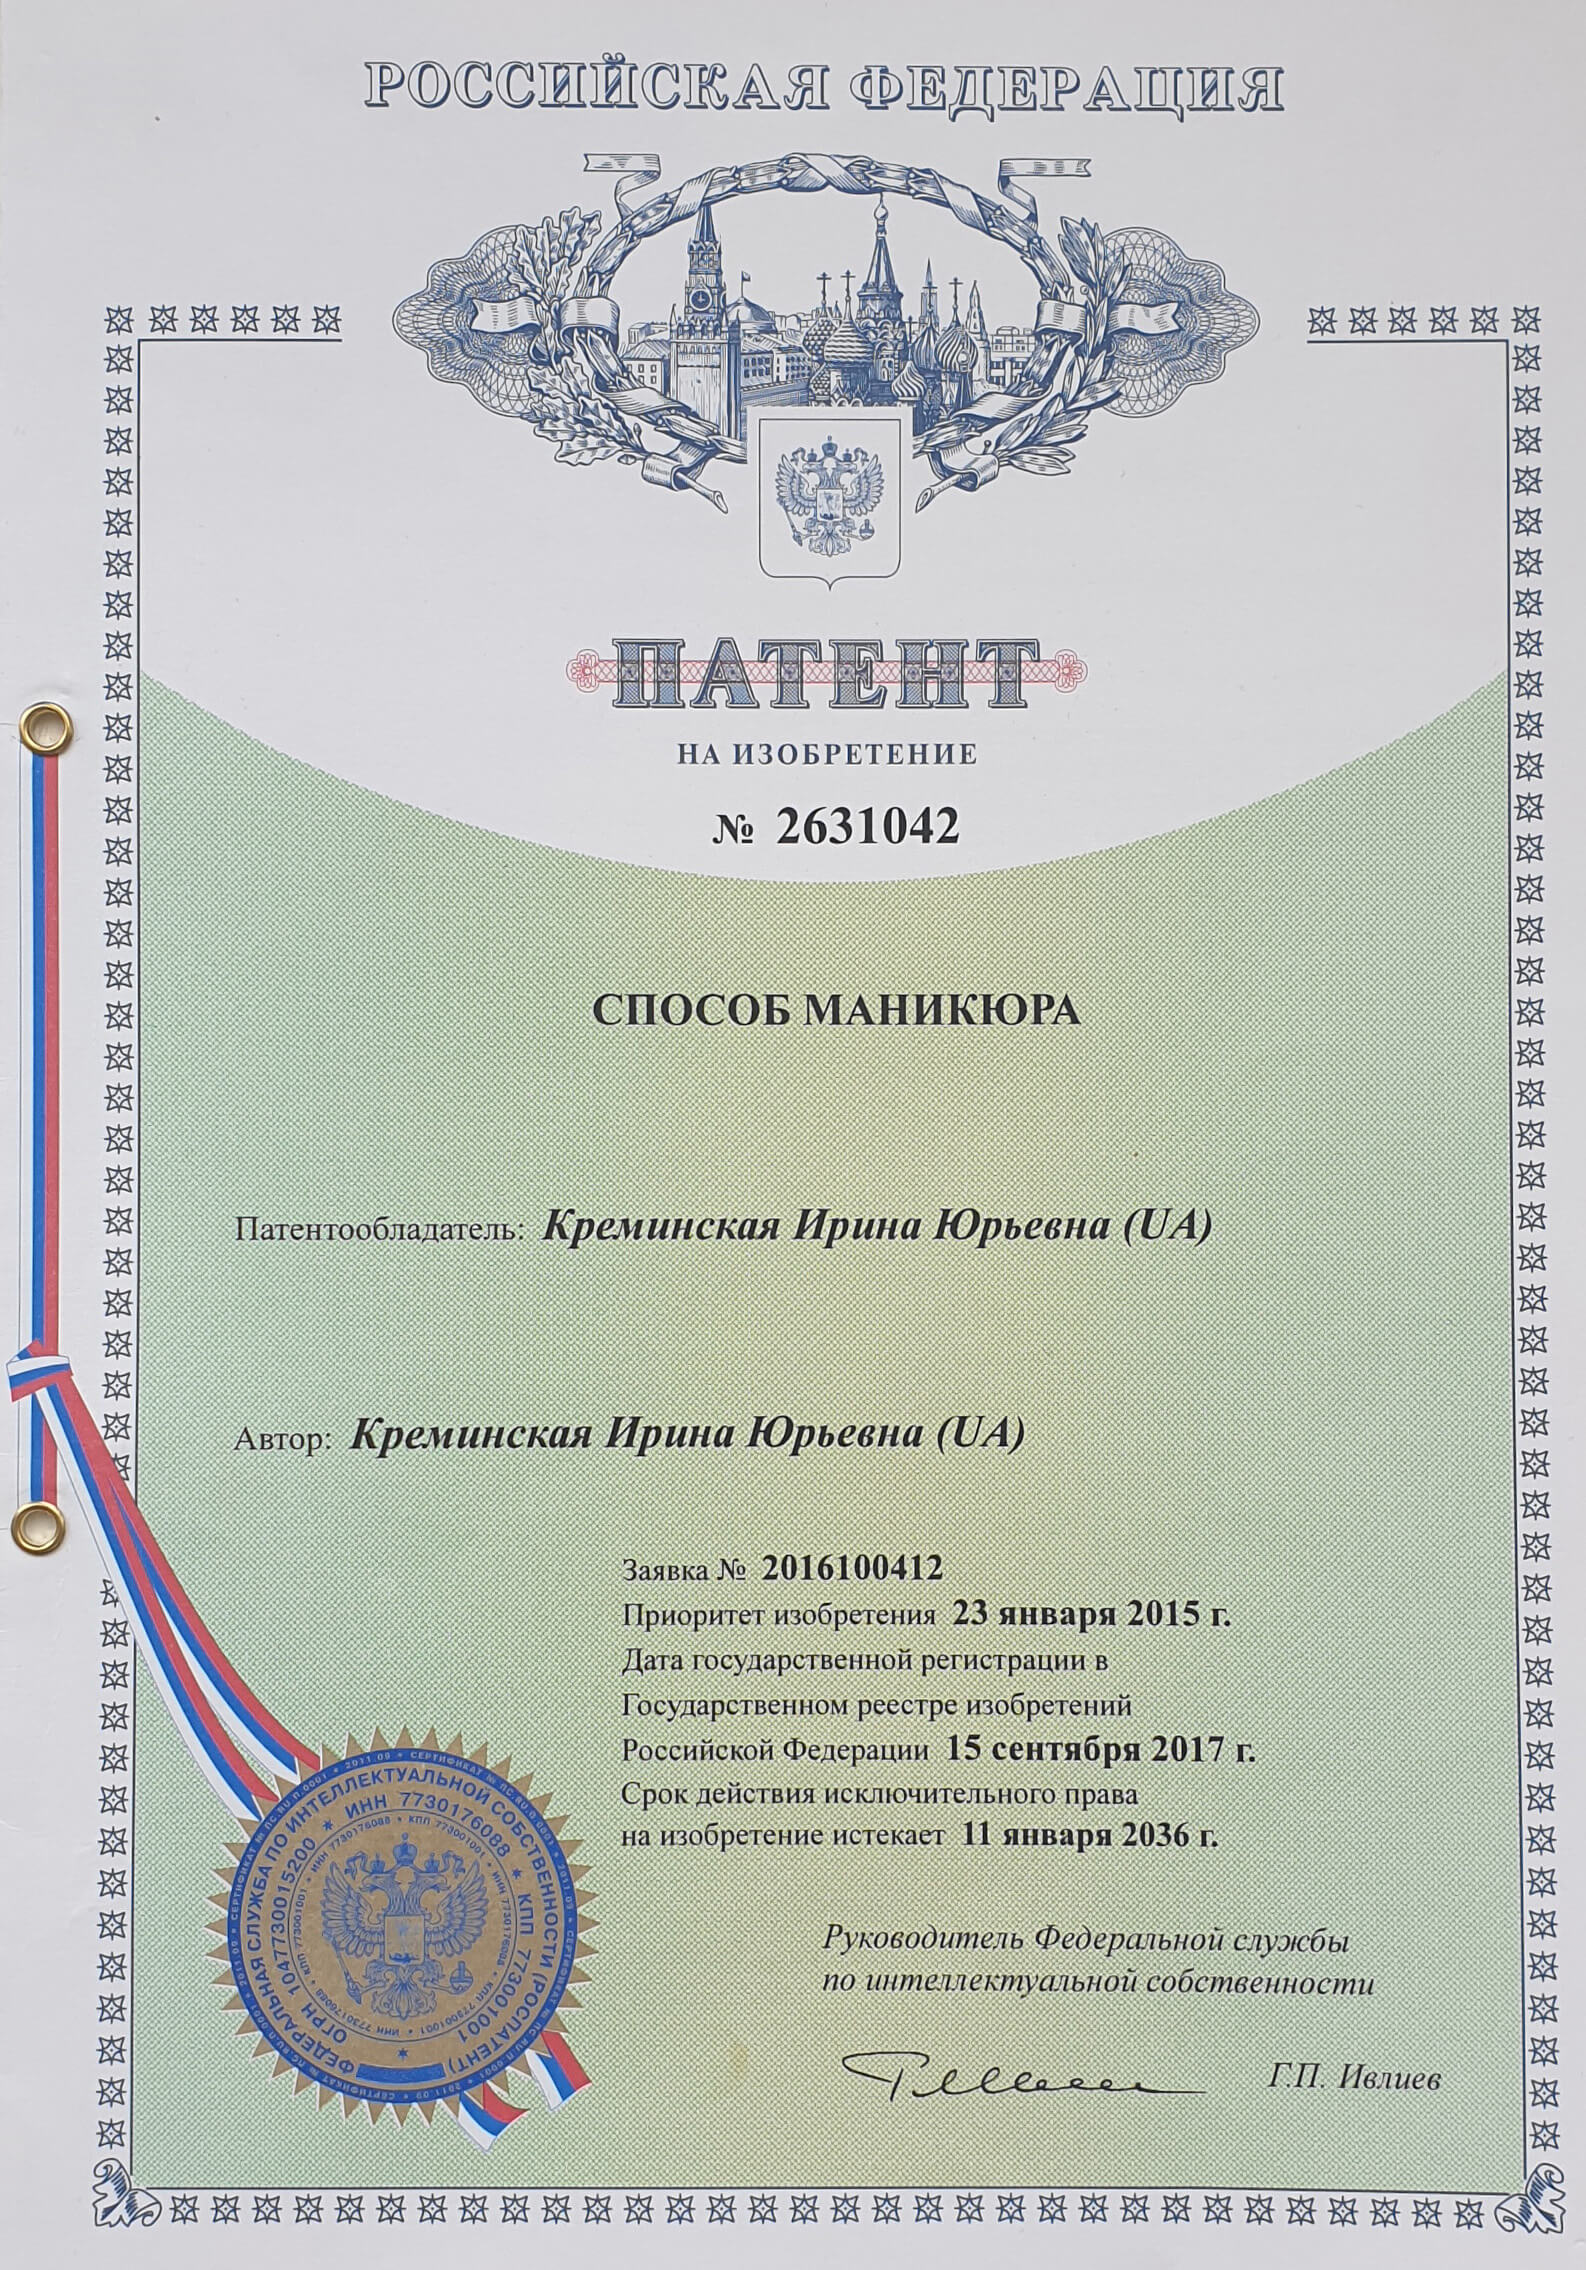 РОССИЙСКАЯ ФЕДЕРАЦИЯ
ПАТЕНТ
НА ИЗОБРЕТЕНИЕ
№ 2631042
СПОСОБ МАНИКЮРА
Патентообладатель: Креминская Ирина Юрьевна (UA)
Автор: Креминская Ирина Юрьевна (UA)
Заявка № 2016100412
Приоритет изобретения 23 января 2015 г.
Дата государственной регистрации в
Государственном реестре изобретений
Российской Федерации 15 сентября 2017 г.
Срок действия исключительного права
на изобретение истекает 11 января 2036 г.
Руководитель Федеральной службы
по интеллектуальной собственности
Г.П. Ивлиев
ФЕДЕРАЛЬНАЯ СЛУЖБА ПО ИНТЕЛЛЕКТУАЛЬНОЙ СОБСТВЕННОСТИ (РОСПАТЕНТ)
ОГРН 1047730015200 * ИНН 7730176088 * КПП 773001001